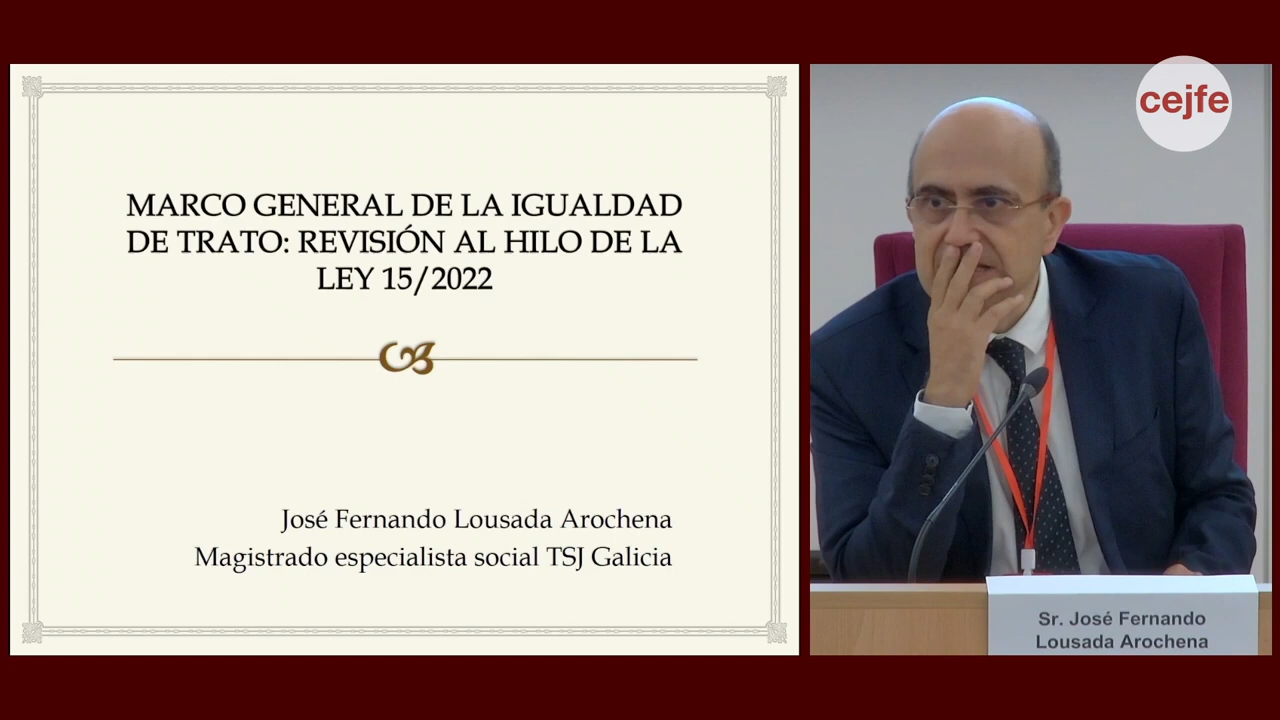 MARCO GENERAL DE LA IGUALDAD
DE TRATO: REVISIÓN AL HILO DE LA
LEY 15/2022
José Fernando Lousada Arochena
Magistrado especialista social TSJ Galicia
cejfe
Sr. José Fernando
Lousada Arochena